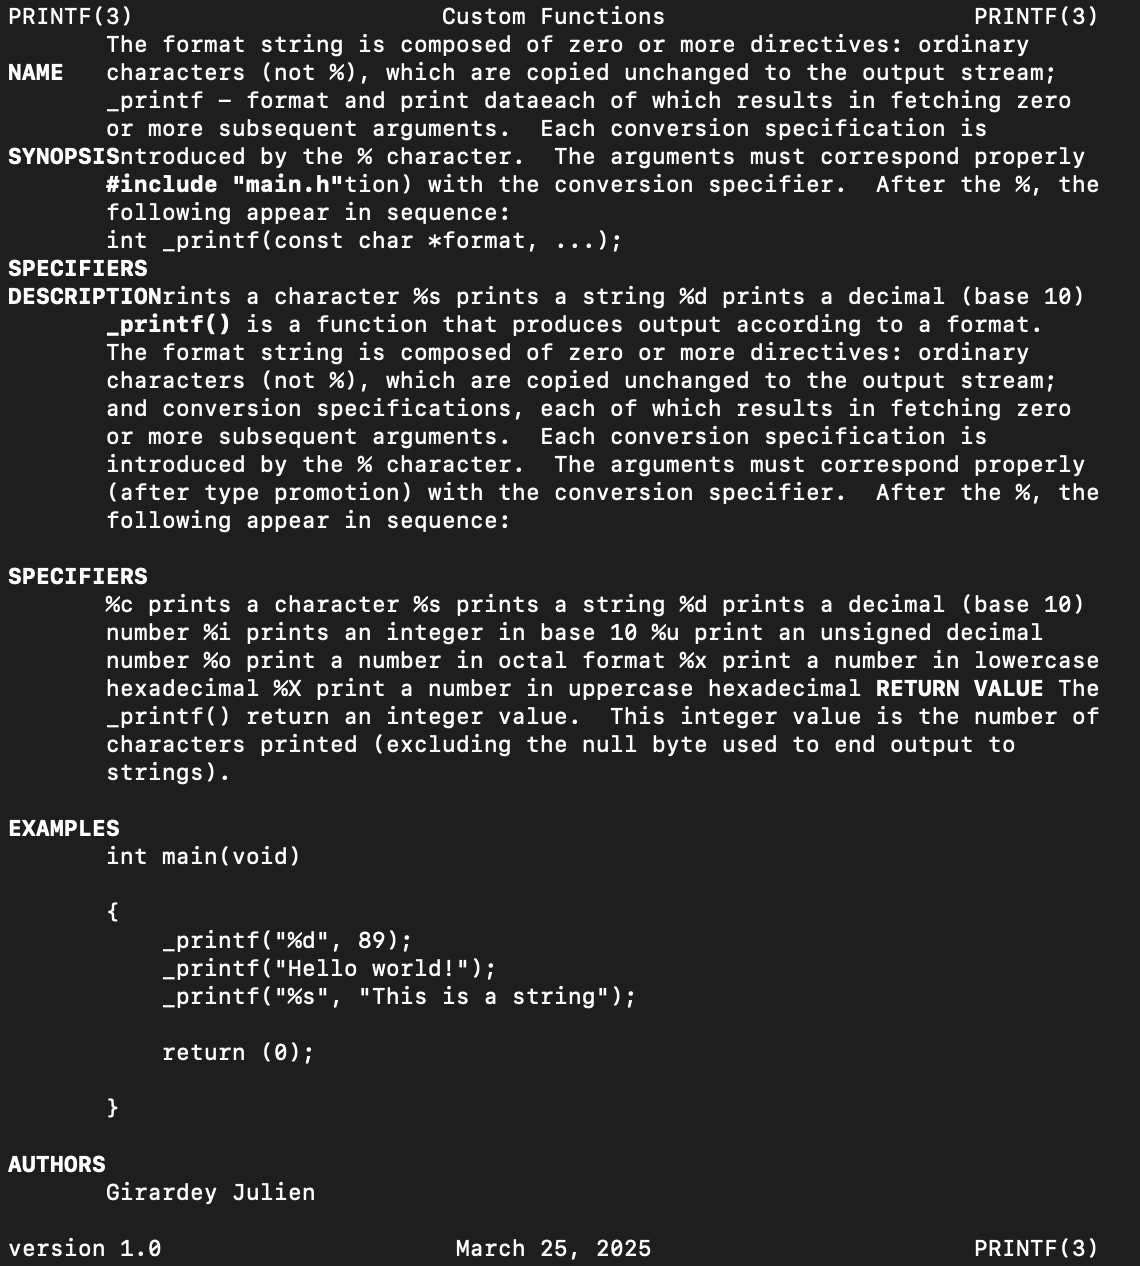 PRINTF(3) Custom Functions PRINTF(3)
The format string is composed of zero or more directives: ordinary
NAME characters (not %), which are copied unchanged to the output stream;
_printf – format and print dataeach of which results in fetching zero
or more subsequent arguments. Each conversion specification is
SYNOPSISntroduced by the % character. The arguments must correspond properly
#include "main.h"tion) with the conversion specifier. After the %, the
following appear in sequence:
int _printf(const char *format, ...);
SPECIFIERS
DESCRIPTIONrints a character %s prints a string %d prints a decimal (base 10)
_printf() is a function that produces output according to a format.
The format string is composed of zero or more directives: ordinary
characters (not %), which are copied unchanged to the output stream;
and conversion specifications, each of which results in fetching zero
or more subsequent arguments. Each conversion specification is
introduced by the % character. The arguments must correspond properly
(after type promotion) with the conversion specifier. After the %, the
following appear in sequence:
SPECIFIERS
%c prints a character %s prints a string %d prints a decimal (base 10)
number %i prints an integer in base 10 %u print an unsigned decimal
number %o print a number in octal format %x print a number in lowercase
hexadecimal %X print a number in uppercase hexadecimal RETURN VALUE The
_printf() return an integer value. This integer value is the number of
characters printed (excluding the null byte used to end output to
strings).
EXAMPLES
int main(void)
{
_printf("%d", 89);
_printf("Hello world!");
_printf("%s", "This is a string");
return (0);
}
AUTHORS
Girardey Julien
version 1.0 March 25, 2025 PRINTF(3)